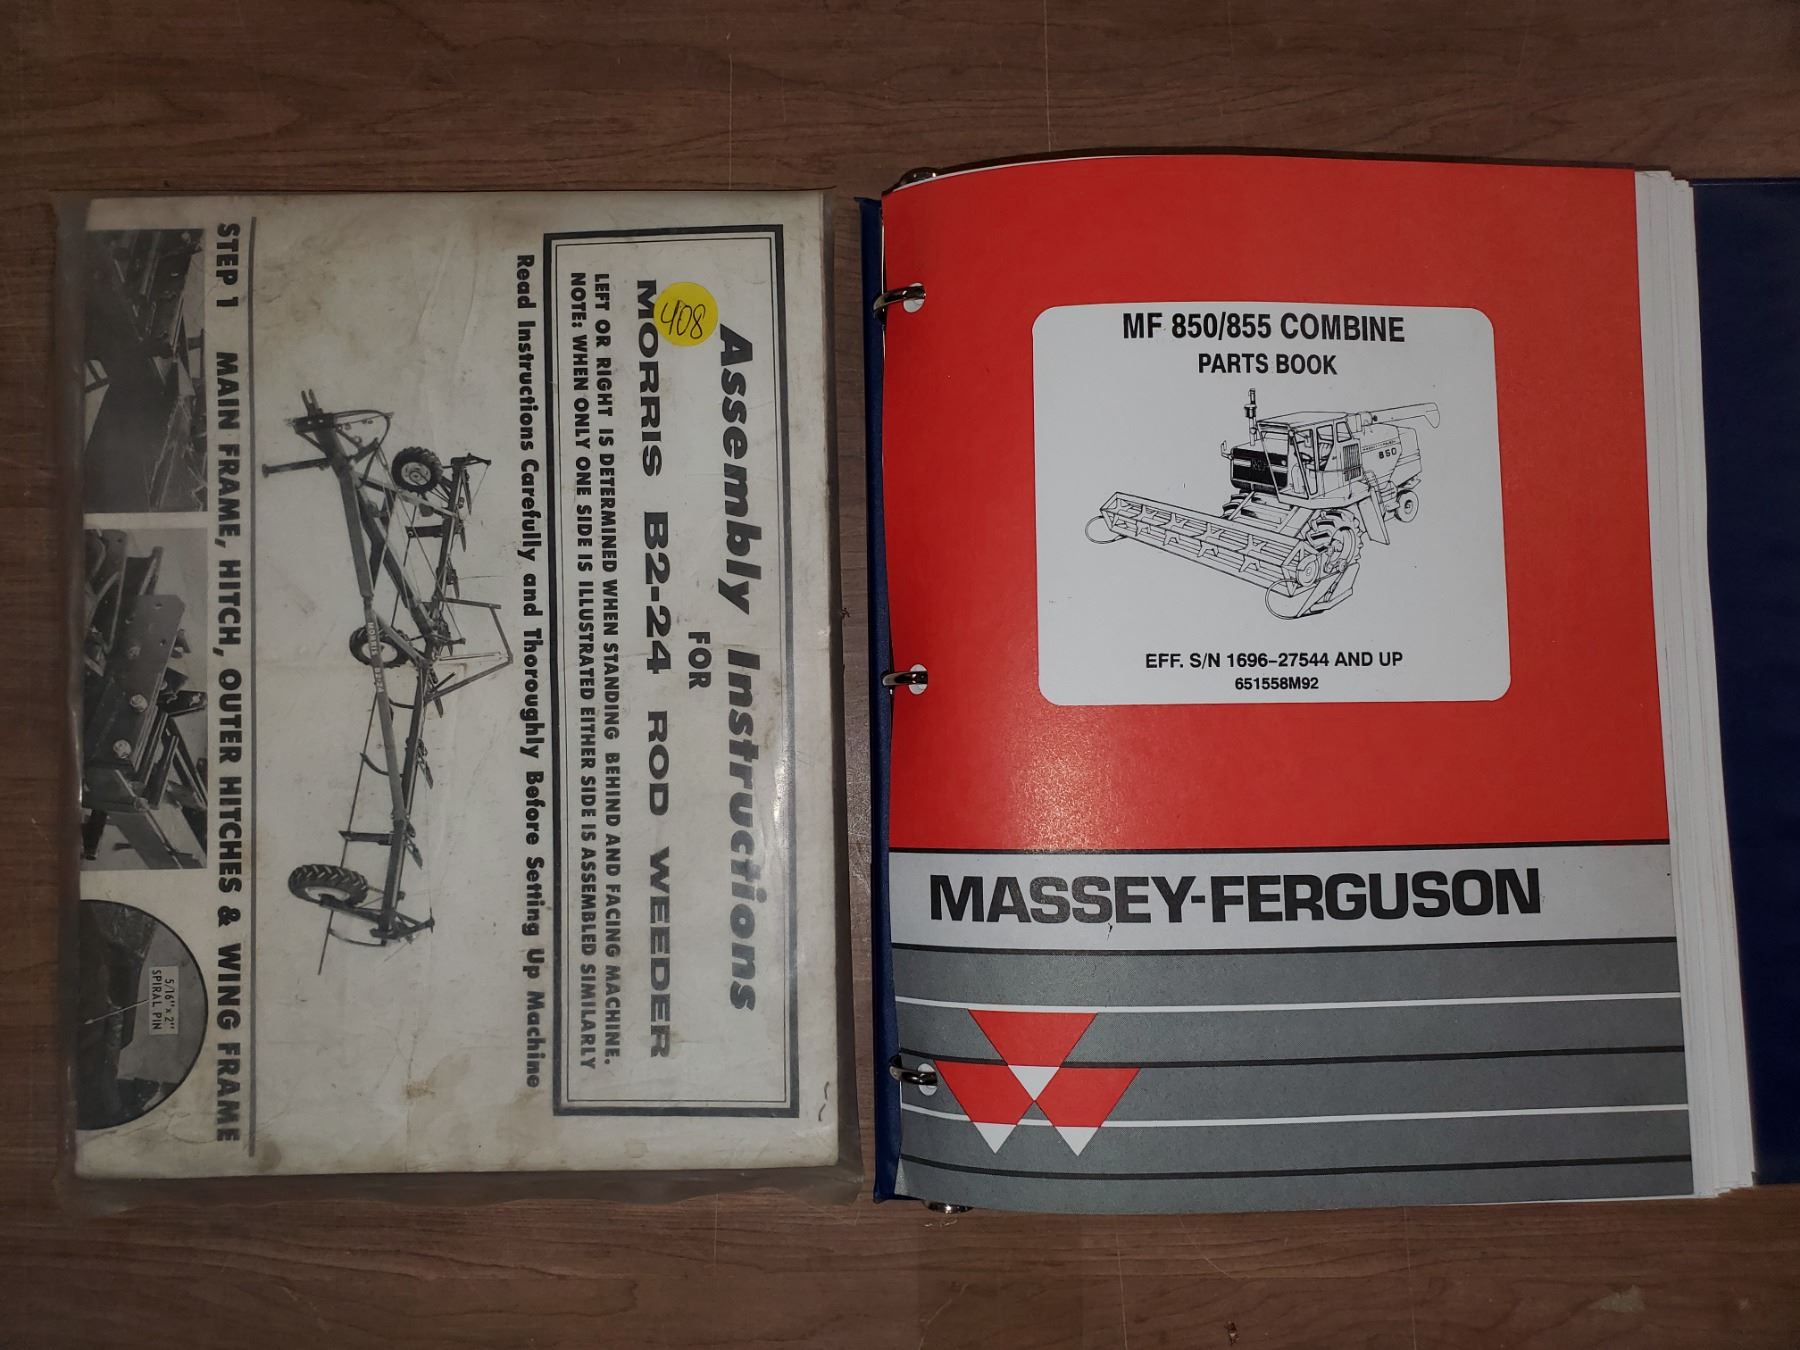 Assembly Instructions
FOR
MORRIS B2-24 ROD WEEDER
408
LEFT OR RIGHT IS DETERMINED WHEN STANDING BEHIND AND FACING MACHINE.
NOTE: WHEN ONLY ONE SIDE IS ILLUSTRATED EITHER SIDE IS ASSEMBLED SIMILARLY
Read Instructions Carefully and Thoroughly Before Setting Up Machine
MORRIS B2-24
STEP 1 MAIN FRAME, HITCH, OUTER HITCHES & WING FRAME
5/16" x 2"
SPIRAL PIN
MF 850/855 COMBINE
PARTS BOOK
850
EFF. S/N 1696-27544 AND UP
651558M92
MASSEY-FERGUSON